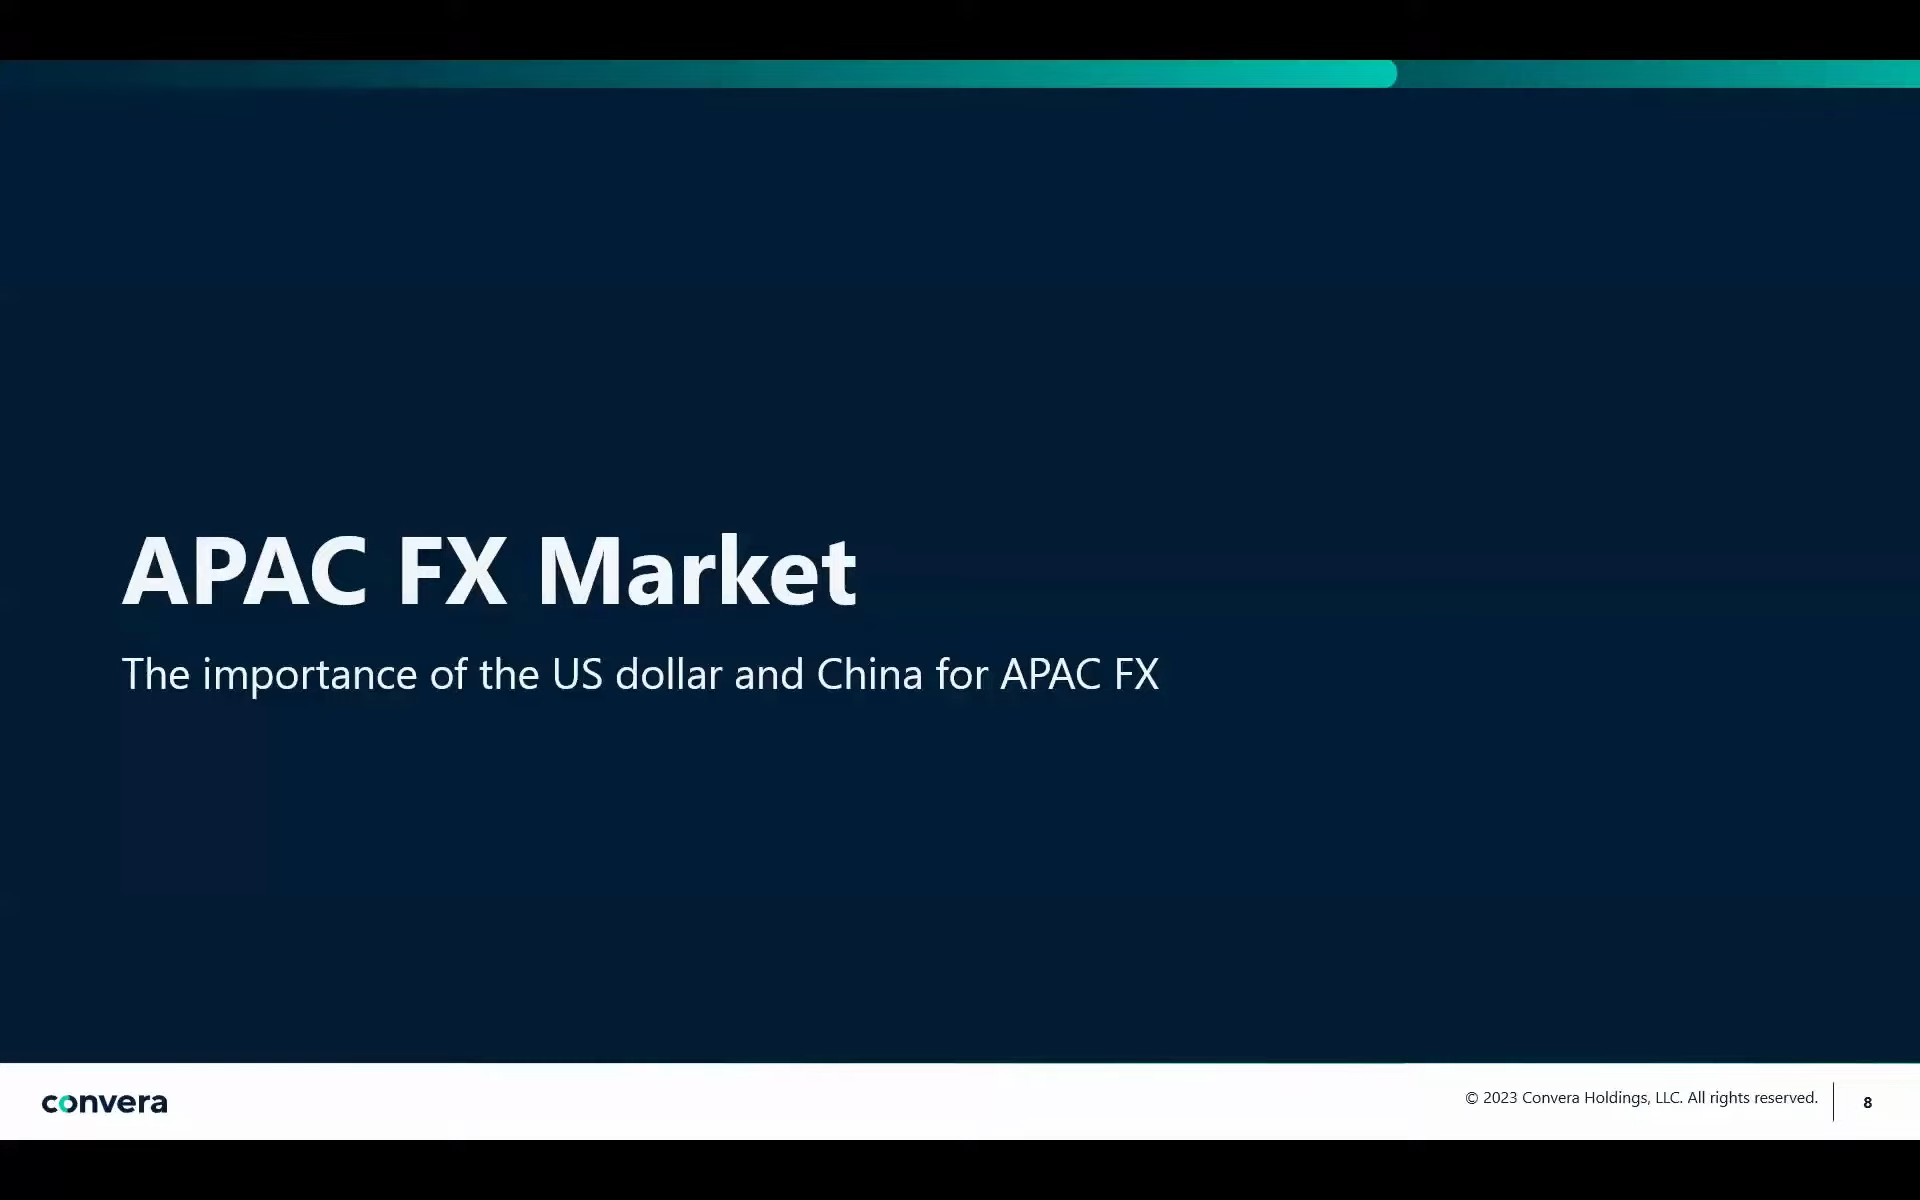 APAC FX Market
The importance of the US dollar and China for APAC FX
convera
© 2023 Convera Holdings, LLC. All rights reserved.
8